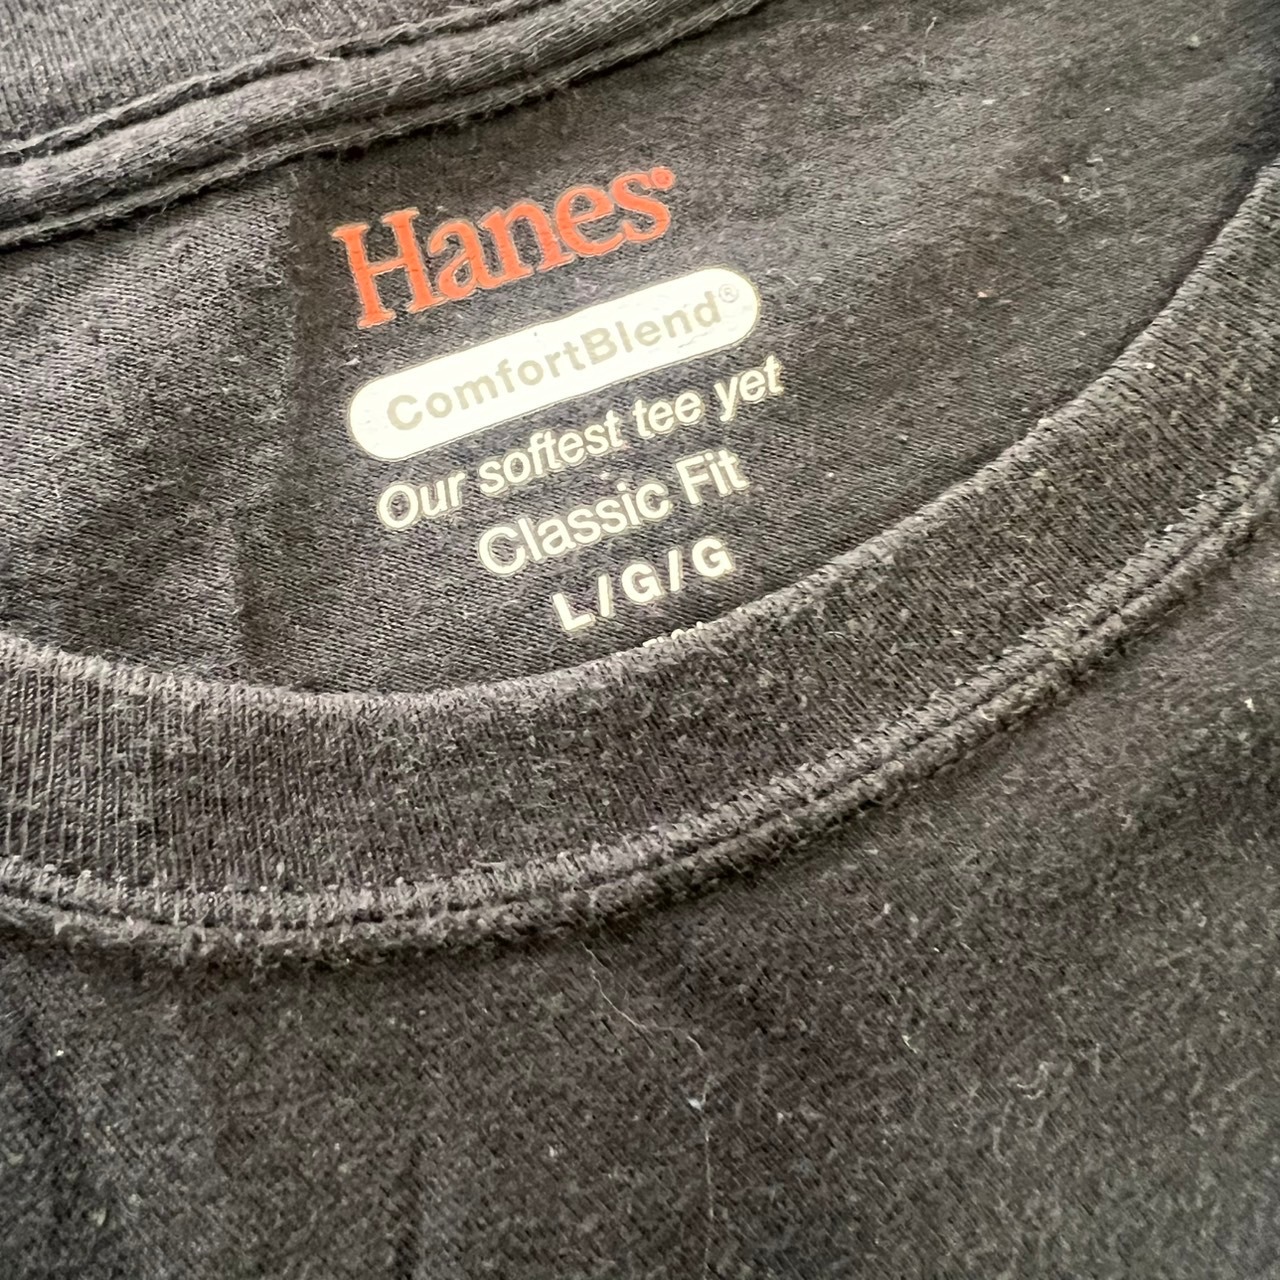 Hanes®
ComfortBlend®
Our softest tee yet
Classic Fit
L/G/G